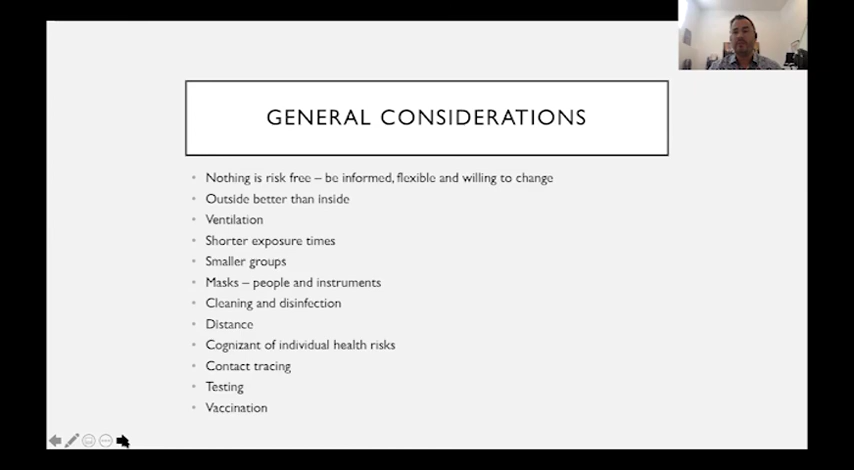 GENERAL CONSIDERATIONS
• Nothing is risk free – be informed, flexible and willing to change
• Outside better than inside
• Ventilation
• Shorter exposure times
• Smaller groups
• Masks – people and instruments
• Cleaning and disinfection
• Distance
• Cognizant of individual health risks
• Contact tracing
• Testing
• Vaccination